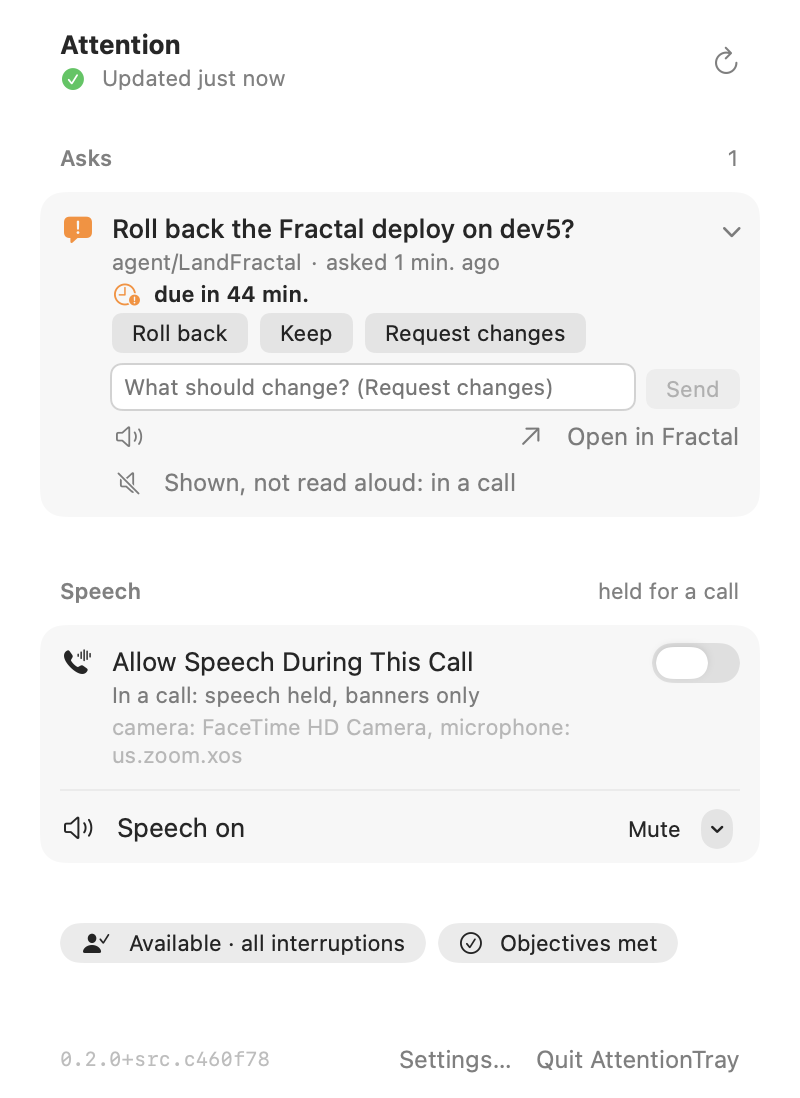 Attention
Updated just now
Asks
1
Roll back the Fractal deploy on dev5?
agent/LandFractal · asked 1 min. ago
due in 44 min.
Roll back
Keep
Request changes
What should change? (Request changes)
Send
Open in Fractal
Shown, not read aloud: in a call
Speech
held for a call
Allow Speech During This Call
In a call: speech held, banners only
camera: FaceTime HD Camera, microphone:
us.zoom.xos
Speech on
Mute
Available · all interruptions
Objectives met
0.2.0+src.c460f78
Settings...
Quit AttentionTray